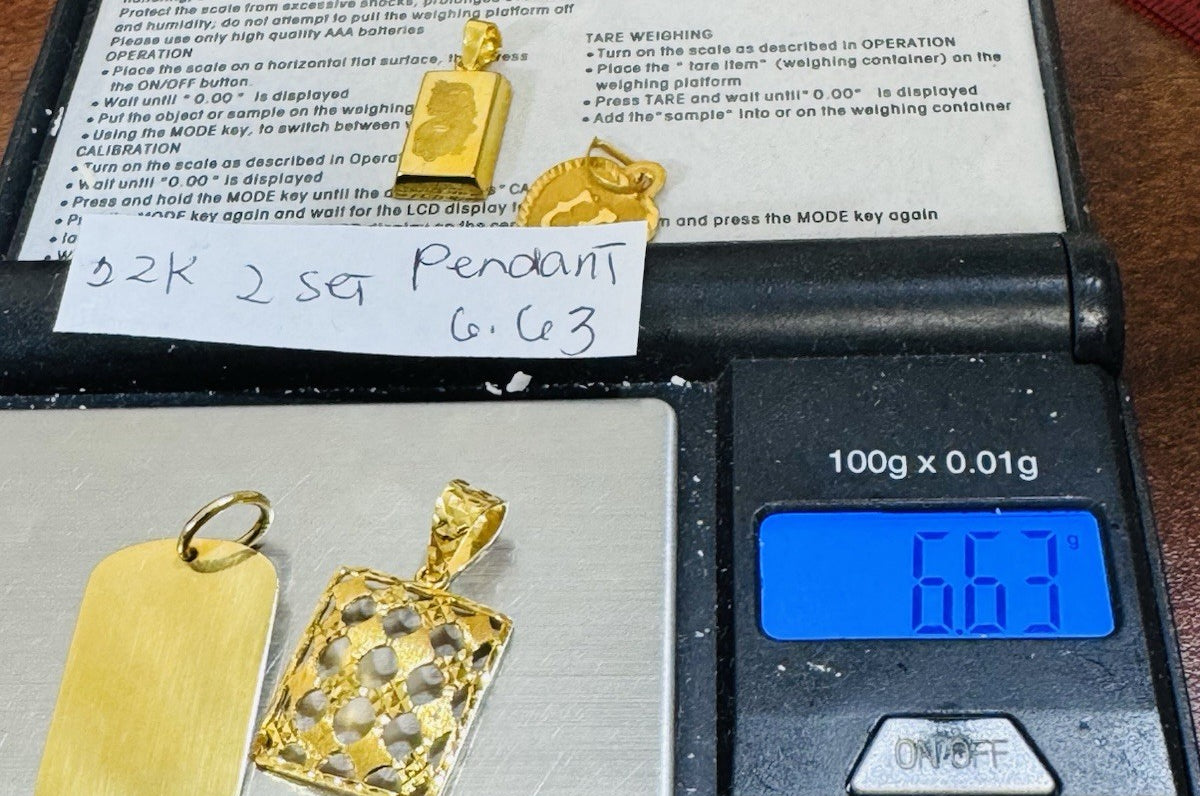 Protect the scale from excessive shocks,
and humidity; do not attempt to pull the weighing platform off
Please use only high quality AAA batteries
OPERATION
• Place the scale on a horizontal flat surface,
the ON/OFF button.
• Wait until "0.00" is displayed
• Put the object or sample on the weighing
• Using the MODE key, to switch between
CALIBRATION
• Turn on the scale as described in
• Wait until "0.00" is displayed
• Press and hold the MODE key until the
MODE key again and wait for the LCD display
TARE WEIGHING
• Turn on the scale as described in OPERATION
• Place the "tare item" (weighing container) on the
weighing platform
• Press TARE and wait until"0.00" is displayed
• Add the"sample" into or on the weighing container
and press the MODE key again
22K 2 SET PendanT
6.63
100g x 0.01g
6.63 g
ON/OFF